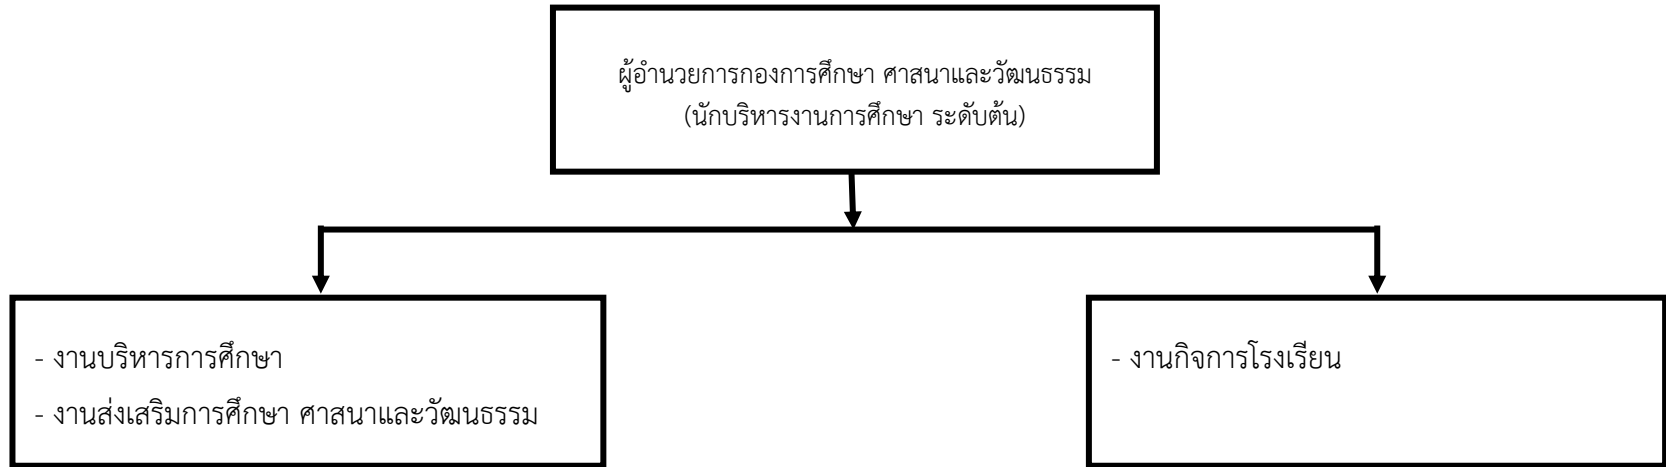 ผู้อำนวยการกองการศึกษา ศาสนาและวัฒนธรรม
(นักบริหารงานการศึกษา ระดับต้น)
- งานบริหารการศึกษา
- งานส่งเสริมการศึกษา ศาสนาและวัฒนธรรม
- งานกิจการโรงเรียน